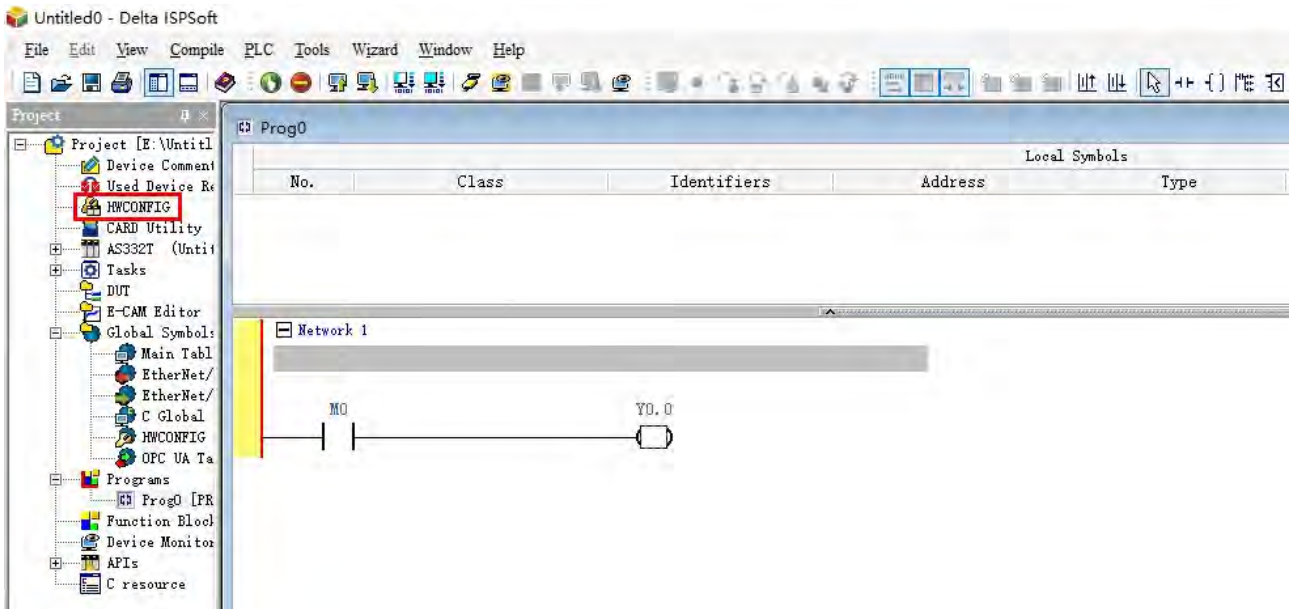 Untitled0 - Delta ISPSoft
File Edit View Compile PLC Tools Wizard Window Help
Project
Project [E:\Untitl
Device Comment
Used Device Re
HWCONFIG
CARD Utility
AS332T (Untit
Tasks
DUT
E-CAM Editor
Global Symbols
Main Tabl
EtherNet/
EtherNet/
C Global
HWCONFIG
OPC UA Ta
Programs
Prog0 [PR
Function Block
Device Monitor
APIs
C resource
Prog0
Local Symbols
No. Class Identifiers Address Type
Network 1
M0 Y0.0